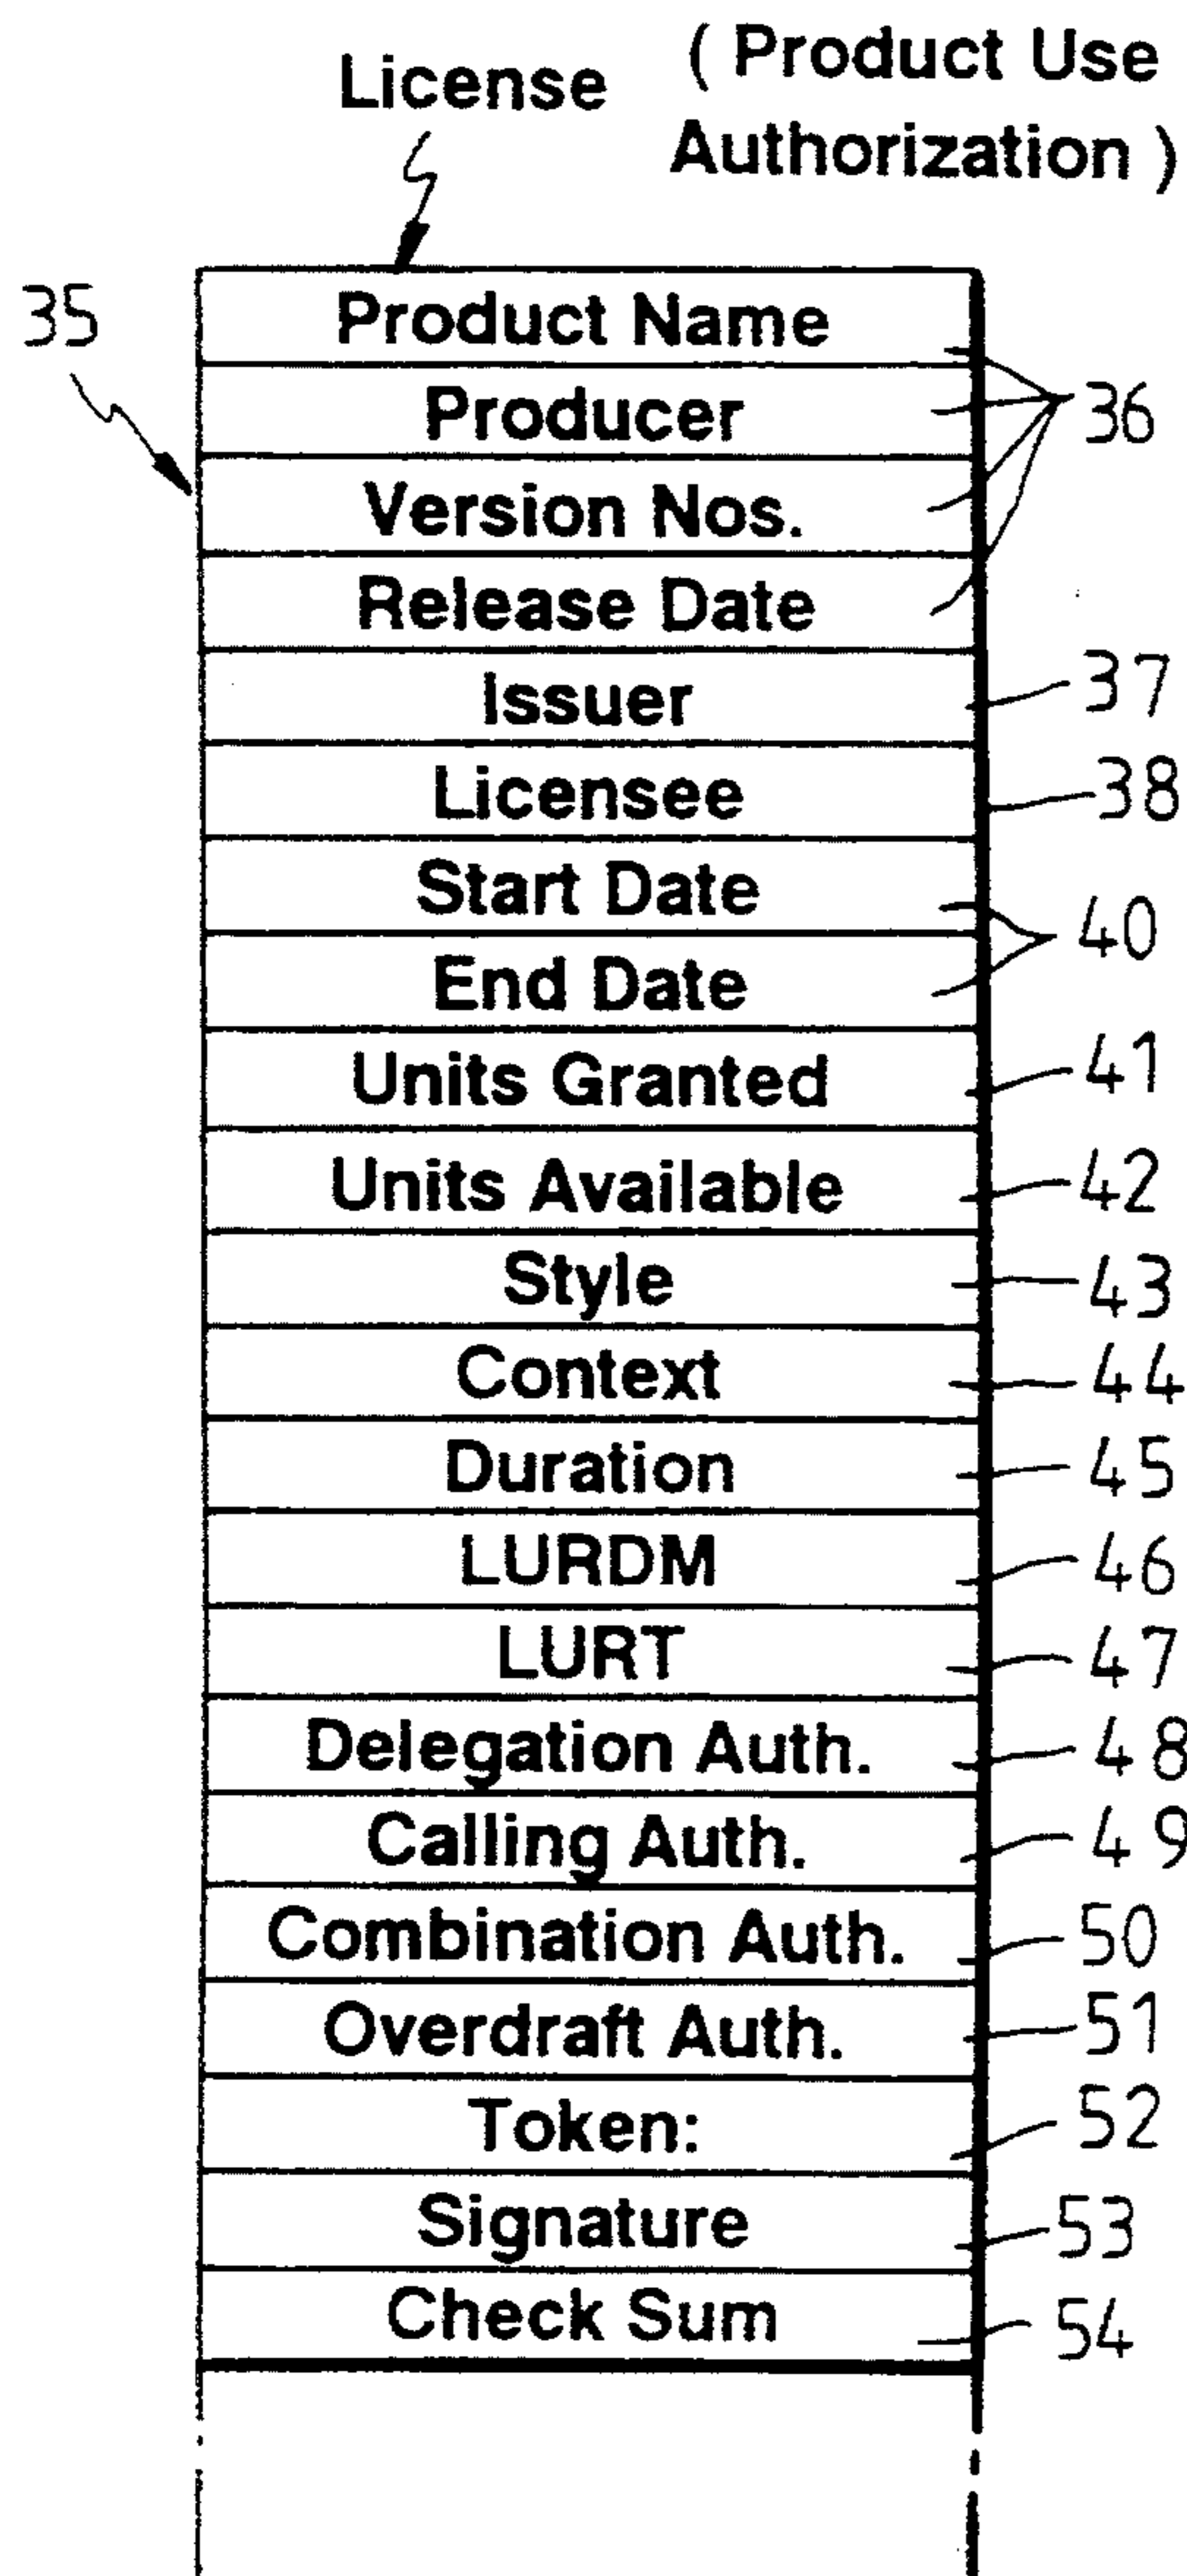 License
( Product Use
Authorization )
35
Product Name
Producer
Version Nos.
Release Date
36
Issuer
37
Licensee
38
Start Date
End Date
40
Units Granted
41
Units Available
42
Style
43
Context
44
Duration
45
LURDM
46
LURT
47
Delegation Auth.
48
Calling Auth.
49
Combination Auth.
50
Overdraft Auth.
51
Token:
52
Signature
53
Check Sum
54